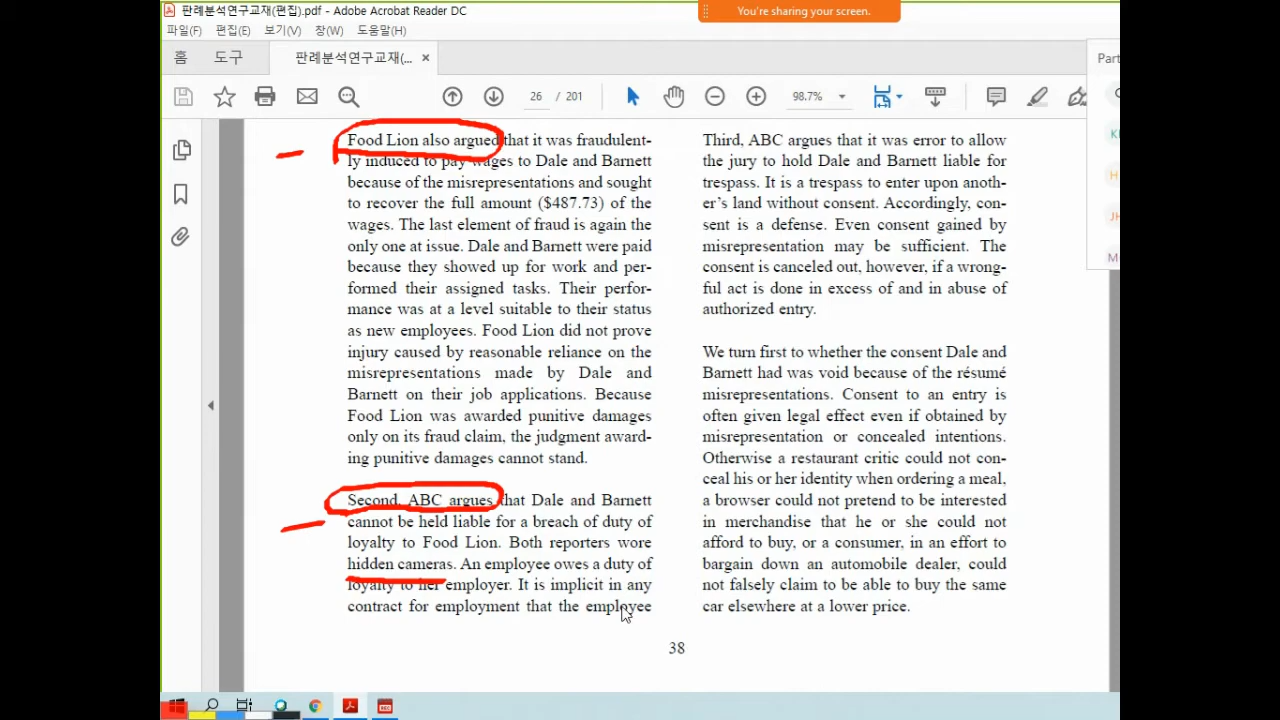 판례분석연구교재(편집).pdf - Adobe Acrobat Reader DC
You're sharing your screen.
파일(F) 편집(E) 보기(V) 창(W) 도움말(H)
홈 도구 판례분석연구교재(... ×
26 / 201 98.7%
Part
Food Lion also argued that it was fraudulent-
ly induced to pay wages to Dale and Barnett
because of the misrepresentations and sought
to recover the full amount ($487.73) of the
wages. The last element of fraud is again the
only one at issue. Dale and Barnett were paid
because they showed up for work and per-
formed their assigned tasks. Their perfor-
mance was at a level suitable to their status
as new employees. Food Lion did not prove
injury caused by reasonable reliance on the
misrepresentations made by Dale and
Barnett on their job applications. Because
Food Lion was awarded punitive damages
only on its fraud claim, the judgment award-
ing punitive damages cannot stand.
Second, ABC argues that Dale and Barnett
cannot be held liable for a breach of duty of
loyalty to Food Lion. Both reporters wore
hidden cameras. An employee owes a duty of
loyalty to her employer. It is implicit in any
contract for employment that the employee
Third, ABC argues that it was error to allow
the jury to hold Dale and Barnett liable for
trespass. It is a trespass to enter upon anoth-
er's land without consent. Accordingly, con-
sent is a defense. Even consent gained by
misrepresentation may be sufficient. The
consent is canceled out, however, if a wrong-
ful act is done in excess of and in abuse of
authorized entry.
We turn first to whether the consent Dale and
Barnett had was void because of the résumé
misrepresentations. Consent to an entry is
often given legal effect even if obtained by
misrepresentation or concealed intentions.
Otherwise a restaurant critic could not con-
ceal his or her identity when ordering a meal,
a browser could not pretend to be interested
in merchandise that he or she could not
afford to buy, or a consumer, in an effort to
bargain down an automobile dealer, could
not falsely claim to be able to buy the same
car elsewhere at a lower price.
38